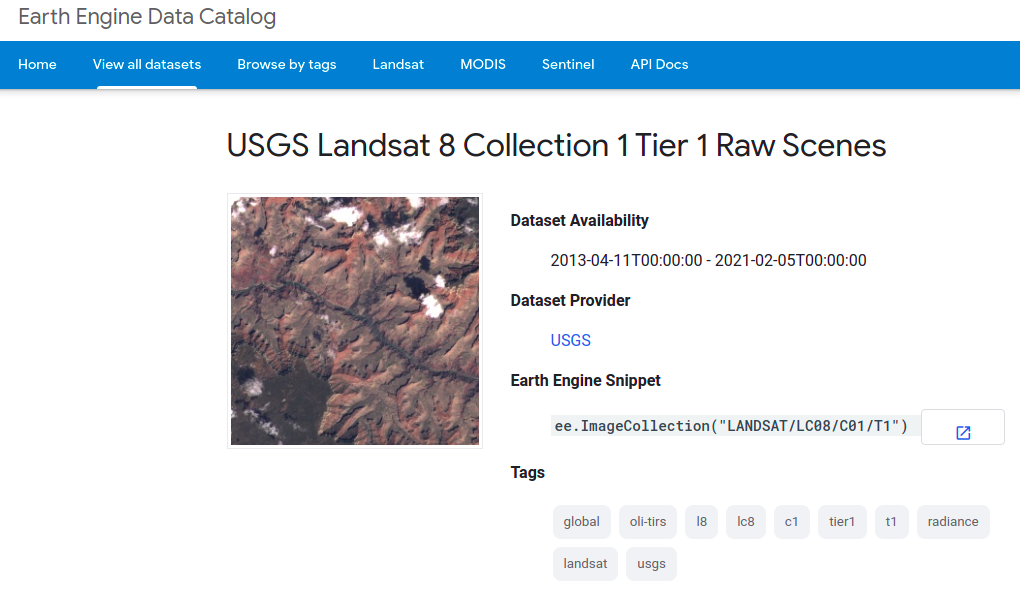 Earth Engine Data Catalog
Home View all datasets Browse by tags Landsat MODIS Sentinel API Docs
USGS Landsat 8 Collection 1 Tier 1 Raw Scenes
Dataset Availability
2013-04-11T00:00:00 - 2021-02-05T00:00:00
Dataset Provider
USGS
Earth Engine Snippet
ee.ImageCollection("LANDSAT/LC08/C01/T1")
Tags
global oli-tirs l8 lc8 c1 tier1 t1 radiance
landsat usgs